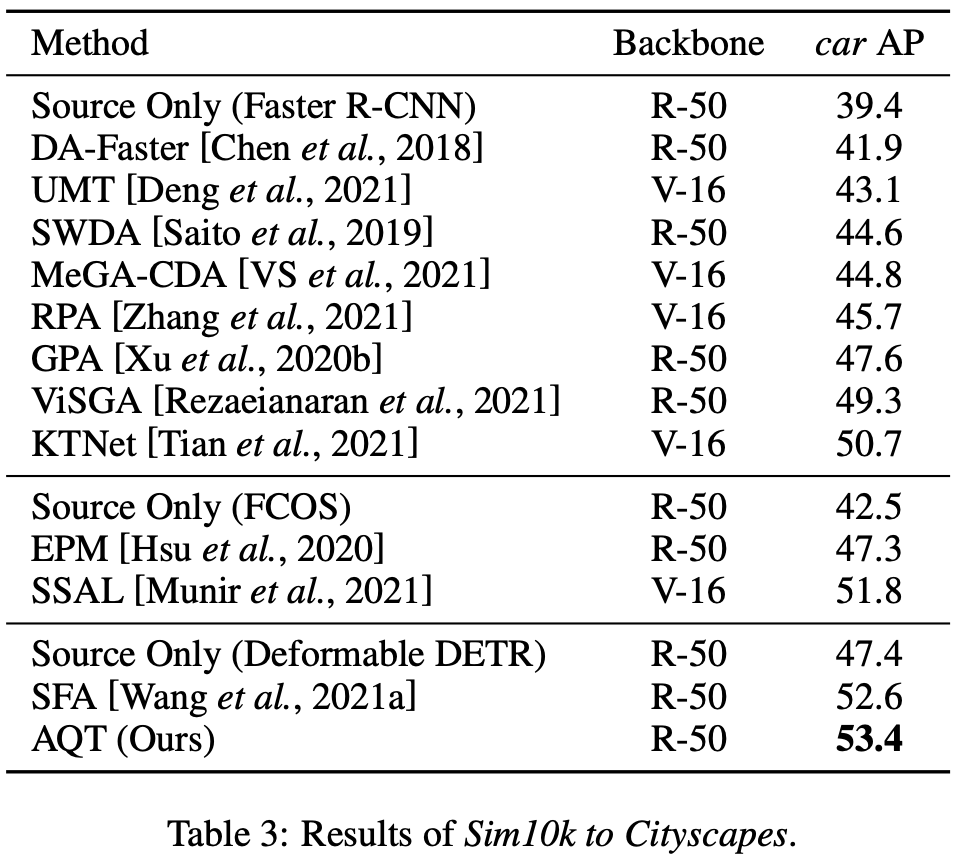 Method Backbone car AP
Source Only (Faster R-CNN) R-50 39.4
DA-Faster [Chen et al., 2018] R-50 41.9
UMT [Deng et al., 2021] V-16 43.1
SWDA [Saito et al., 2019] R-50 44.6
MeGA-CDA [VS et al., 2021] V-16 44.8
RPA [Zhang et al., 2021] V-16 45.7
GPA [Xu et al., 2020b] R-50 47.6
ViSGA [Rezaeianaran et al., 2021] R-50 49.3
KTNet [Tian et al., 2021] V-16 50.7
Source Only (FCOS) R-50 42.5
EPM [Hsu et al., 2020] R-50 47.3
SSAL [Munir et al., 2021] V-16 51.8
Source Only (Deformable DETR) R-50 47.4
SFA [Wang et al., 2021a] R-50 52.6
AQT (Ours) R-50 53.4
Table 3: Results of Sim10k to Cityscapes.